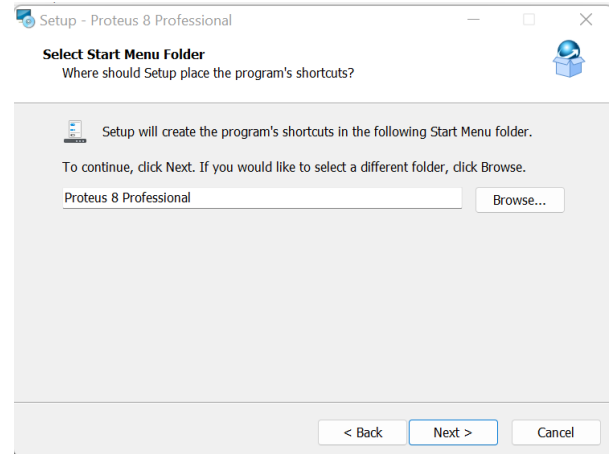 Setup - Proteus 8 Professional
Select Start Menu Folder
Where should Setup place the program's shortcuts?
Setup will create the program's shortcuts in the following Start Menu folder.
To continue, click Next. If you would like to select a different folder, click Browse.
Proteus 8 Professional
Browse...
< Back
Next >
Cancel